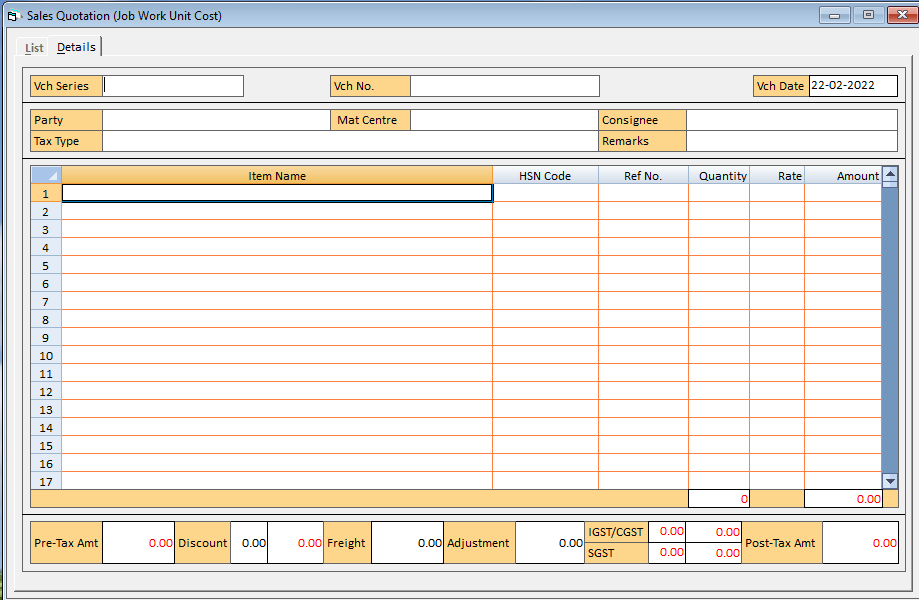 Sales Quotation (Job Work Unit Cost)
List Details
Vch Series Vch No. Vch Date 22-02-2022
Party Mat Centre Consignee
Tax Type Remarks
Item Name HSN Code Ref No. Quantity Rate Amount
1
2
3
4
5
6
7
8
9
10
11
12
13
14
15
16
17
0 0.00
Pre-Tax Amt 0.00 Discount 0.00 0.00 Freight 0.00 Adjustment 0.00 IGST/CGST 0.00 0.00 Post-Tax Amt 0.00
SGST 0.00 0.00